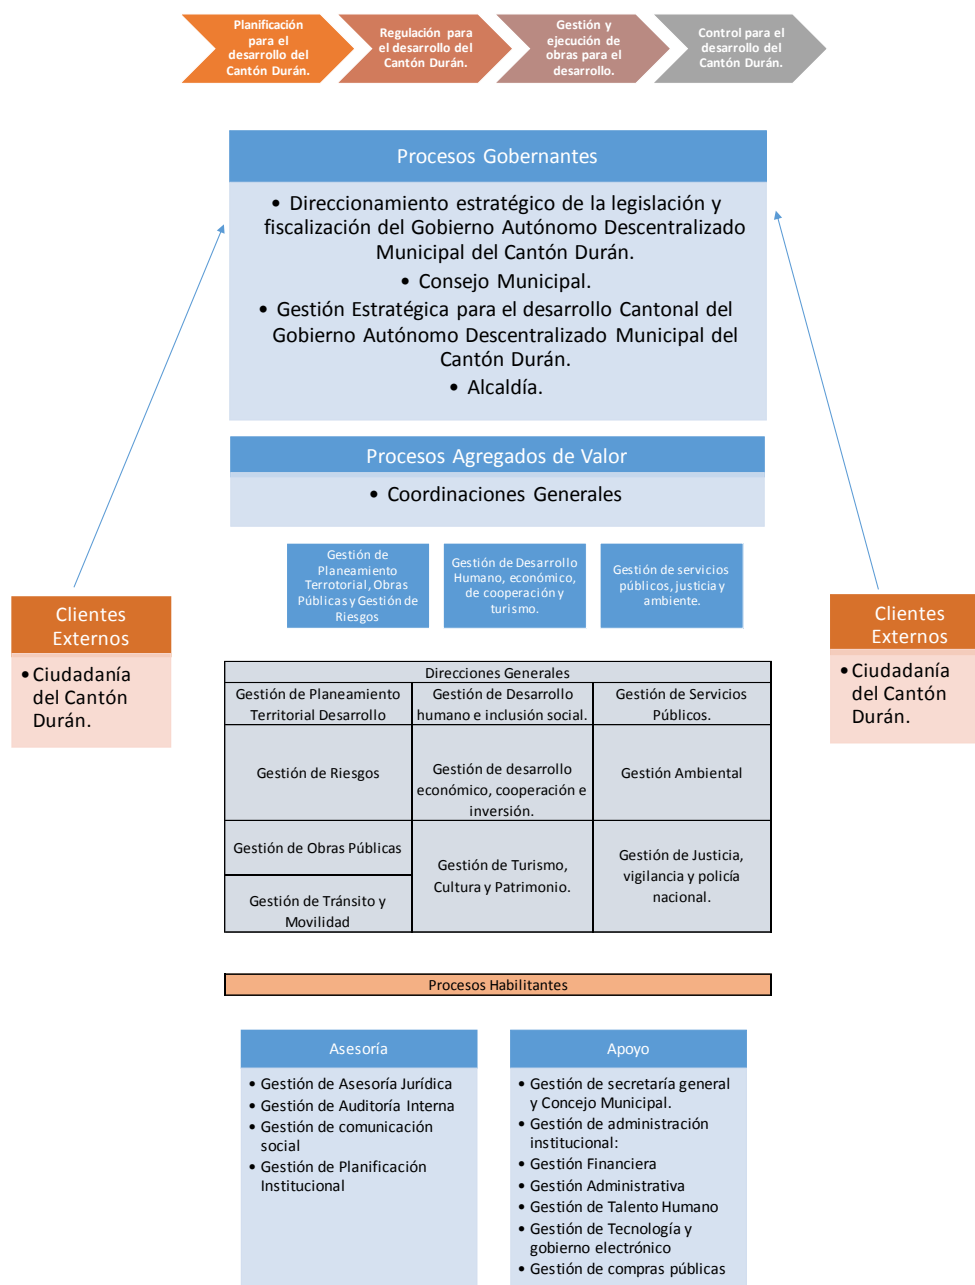 Planificación
para el
desarrollo del
Cantón Durán.
Regulación para
el desarrollo del
Cantón Durán.
Gestión y
ejecución de
obras para el
desarrollo.
Control para el
desarrollo del
Cantón Durán.
Procesos Gobernantes
• Direccionamiento estratégico de la legislación y
fiscalización del Gobierno Autónomo Descentralizado
Municipal del Cantón Durán.
• Consejo Municipal.
• Gestión Estratégica para el desarrollo Cantonal del
Gobierno Autónomo Descentralizado Municipal del
Cantón Durán.
• Alcaldía.
Procesos Agregados de Valor
• Coordinaciones Generales
Gestión de
Planeamiento
Terrotorial, Obras
Públicas y Gestión de
Riesgos
Gestión de Desarrollo
Humano, económico,
de cooperación y
turismo.
Gestión de servicios
públicos, justicia y
ambiente.
Clientes
Externos
• Ciudadanía
del Cantón
Durán.
Clientes
Externos
• Ciudadanía
del Cantón
Durán.
Direcciones Generales
Gestión de Planeamiento
Territorial Desarrollo
Gestión de Desarrollo
humano e inclusión social.
Gestión de Servicios
Públicos.
Gestión de Riesgos
Gestión de desarrollo
económico, cooperación e
inversión.
Gestión Ambiental
Gestión de Obras Públicas
Gestión de Turismo,
Cultura y Patrimonio.
Gestión de Justicia,
vigilancia y policía
nacional.
Gestión de Tránsito y
Movilidad
Procesos Habilitantes
Asesoría
• Gestión de Asesoría Jurídica
• Gestión de Auditoría Interna
• Gestión de comunicación
social
• Gestión de Planificación
Institucional
Apoyo
• Gestión de secretaría general
y Concejo Municipal.
• Gestión de administración
institucional:
• Gestión Financiera
• Gestión Administrativa
• Gestión de Talento Humano
• Gestión de Tecnología y
gobierno electrónico
• Gestión de compras públicas